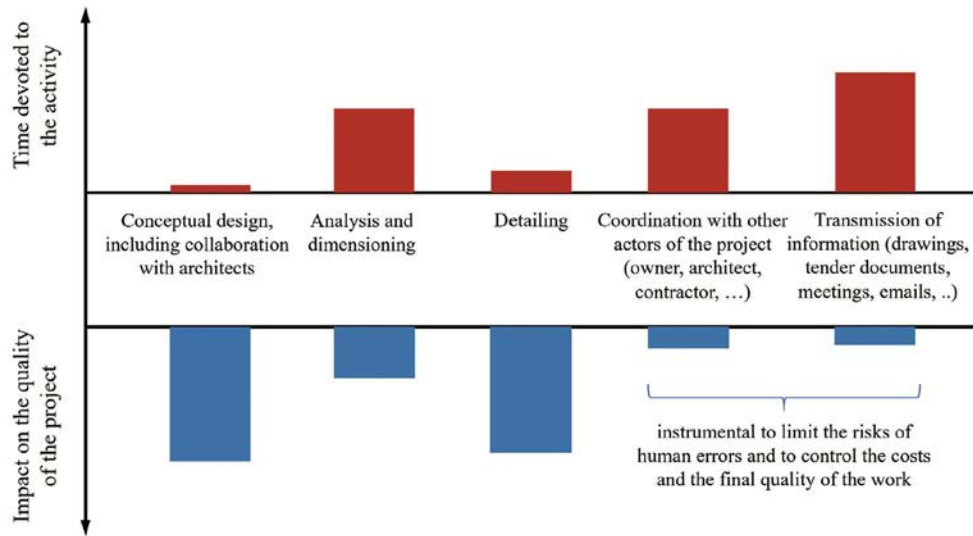 Time devoted to
the activity
Conceptual design,
including collaboration
with architects
Analysis and
dimensioning
Detailing
Coordination with other
actors of the project
(owner, architect,
contractor, …)
Transmission of
information (drawings,
tender documents,
meetings, emails, ..)
Impact on the quality
of the project
instrumental to limit the risks of
human errors and to control the costs
and the final quality of the work